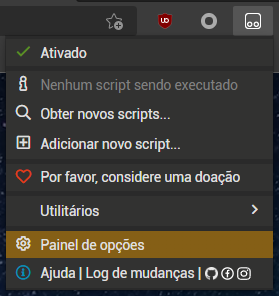 Ativado
Nenhum script sendo executado
Obter novos scripts...
Adicionar novo script...
Por favor, considere uma doação
Utilitários
Painel de opções
Ajuda | Log de mudanças |